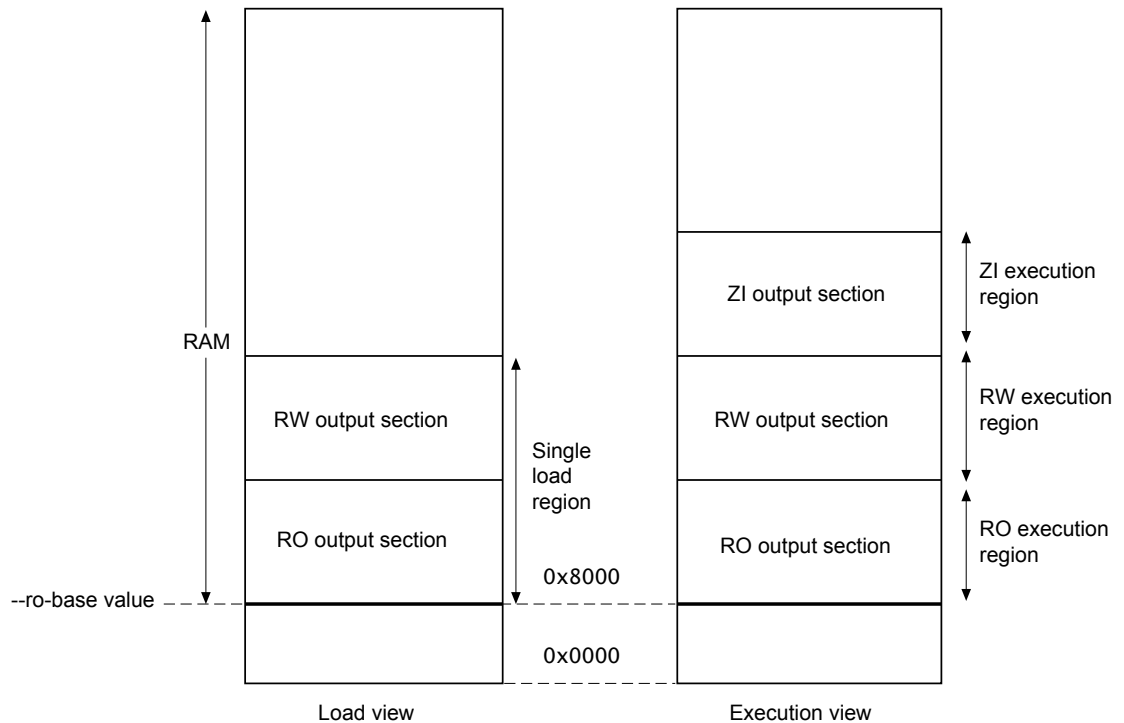 ZI output section
ZI execution
region
RAM
RW output section
Single
load
region
RW output section
RW execution
region
RO output section
RO output section
RO execution
region
0x8000
--ro-base value
0x0000
Load view
Execution view